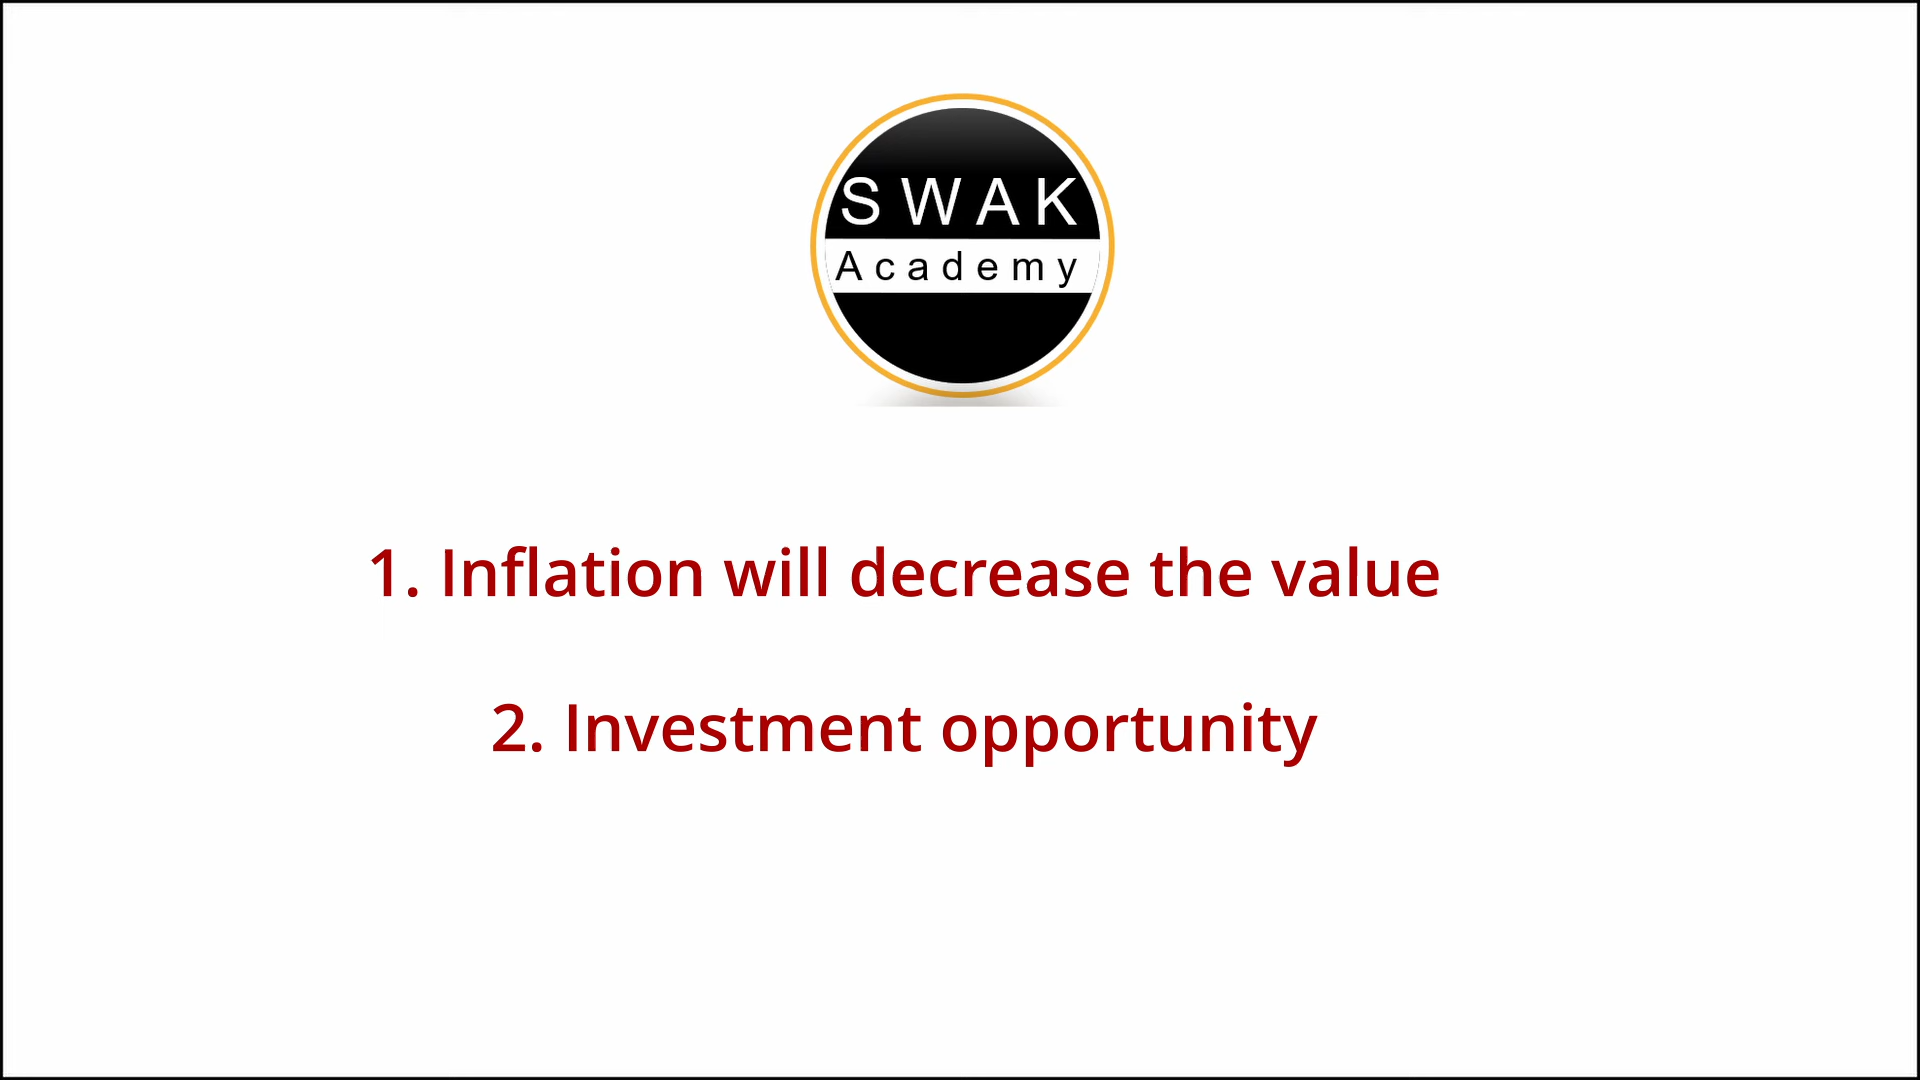 SWAK
Academy
1. Inflation will decrease the value
2. Investment opportunity